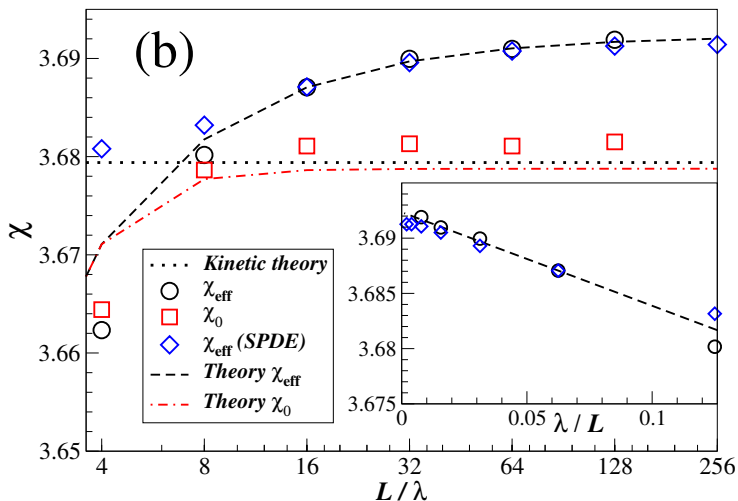 (b)
χ
3.69
3.68
3.67
3.66
3.65
Kinetic theory
χeff
χ0
χeff (SPDE)
Theory χeff
Theory χ0
3.69
3.685
3.68
3.675
0
0.05
0.1
λ / L
4
8
16
32
64
128
256
L / λ